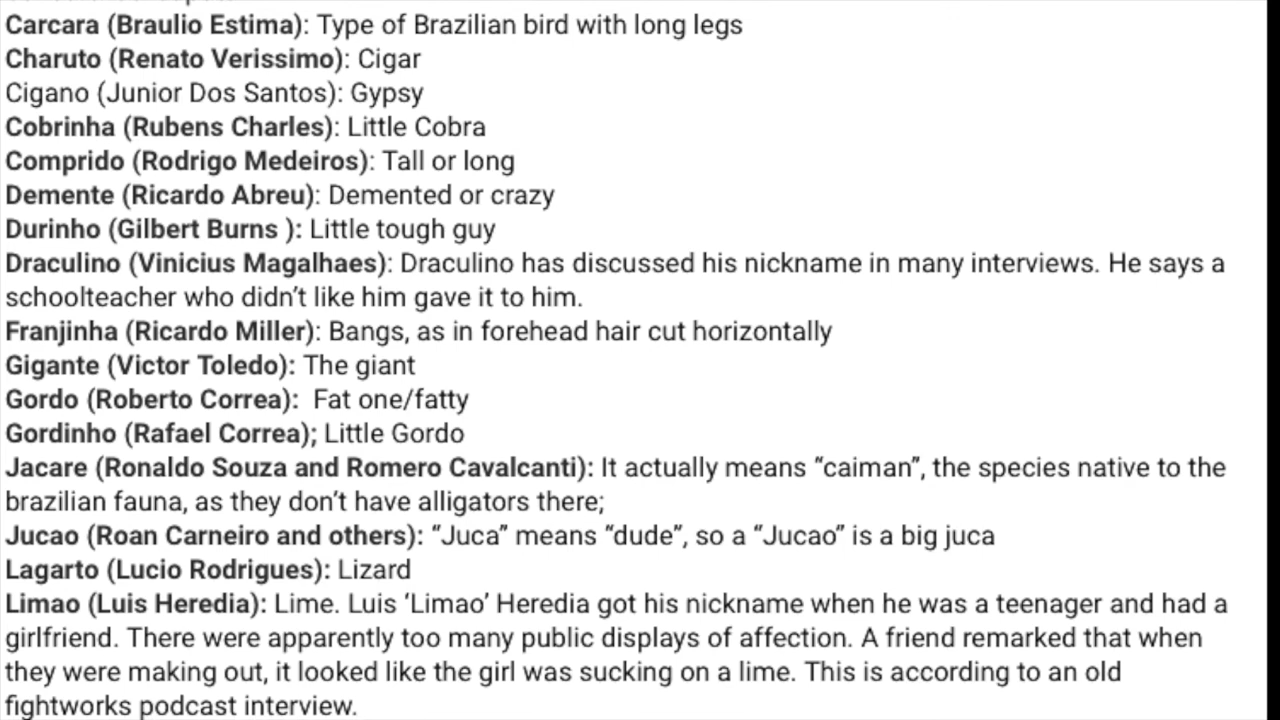 Carcara (Braulio Estima): Type of Brazilian bird with long legs
Charuto (Renato Verissimo): Cigar
Cigano (Junior Dos Santos): Gypsy
Cobrinha (Rubens Charles): Little Cobra
Comprido (Rodrigo Medeiros): Tall or long
Demente (Ricardo Abreu): Demented or crazy
Durinho (Gilbert Burns ): Little tough guy
Draculino (Vinicius Magalhaes): Draculino has discussed his nickname in many interviews. He says a
schoolteacher who didn’t like him gave it to him.
Franjinha (Ricardo Miller): Bangs, as in forehead hair cut horizontally
Gigante (Victor Toledo): The giant
Gordo (Roberto Correa):  Fat one/fatty
Gordinho (Rafael Correa); Little Gordo
Jacare (Ronaldo Souza and Romero Cavalcanti): It actually means “caiman”, the species native to the
brazilian fauna, as they don’t have alligators there;
Jucao (Roan Carneiro and others): “Juca” means “dude”, so a “Jucao” is a big juca
Lagarto (Lucio Rodrigues): Lizard
Limao (Luis Heredia): Lime. Luis ‘Limao’ Heredia got his nickname when he was a teenager and had a
girlfriend. There were apparently too many public displays of affection. A friend remarked that when
they were making out, it looked like the girl was sucking on a lime. This is according to an old
fightworks podcast interview.